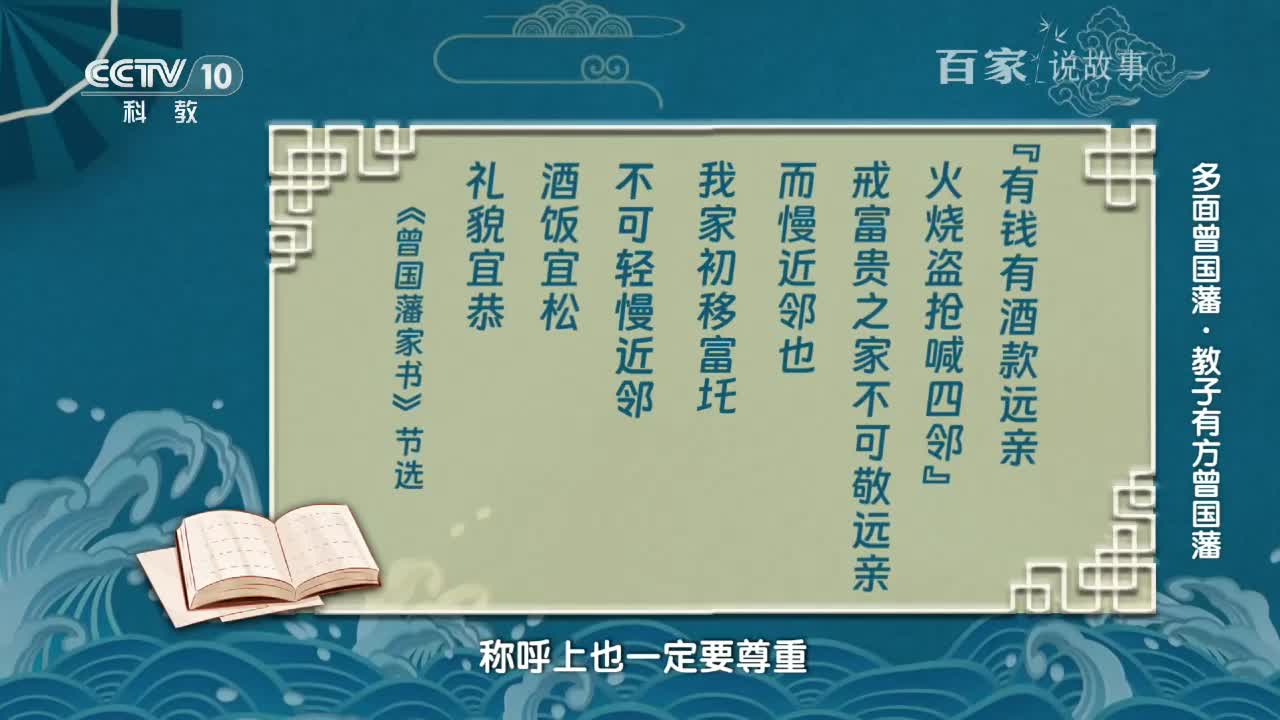 CCTV 10
科教
百家说故事
『有钱有酒款远亲
火烧盗抢喊四邻』
戒富贵之家不可敬远亲
而慢近邻也
我家初移富圫
不可轻慢近邻
酒饭宜松
礼貌宜恭
《曾国藩家书》节选
多面曾国藩·教子有方曾国藩
称呼上也一定要尊重